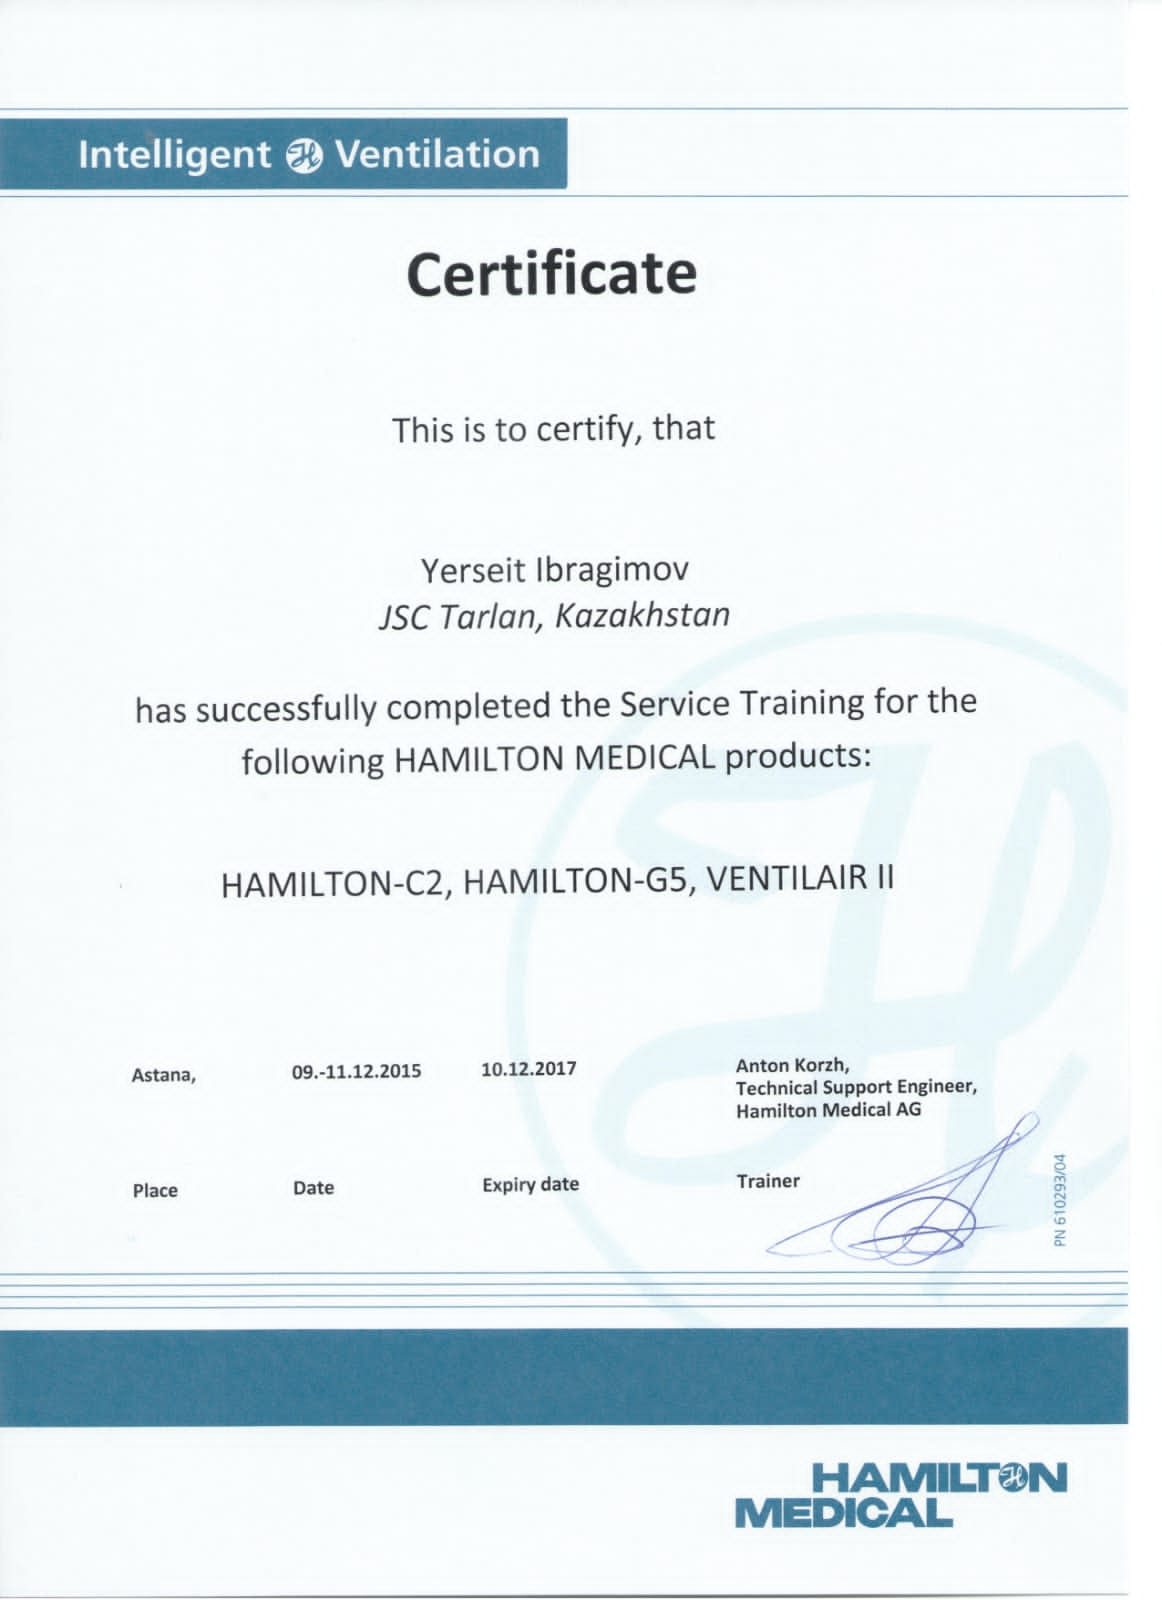 Intelligent Ventilation
Certificate
This is to certify, that
Yerseit Ibragimov
JSC Tarlan, Kazakhstan
has successfully completed the Service Training for the
following HAMILTON MEDICAL products:
HAMILTON-C2, HAMILTON-G5, VENTILAIR II
Astana, 09.-11.12.2015 10.12.2017 Anton Korzh,
Technical Support Engineer,
Hamilton Medical AG
Place Date Expiry date Trainer
PN 610293/04
HAMILTON
MEDICAL